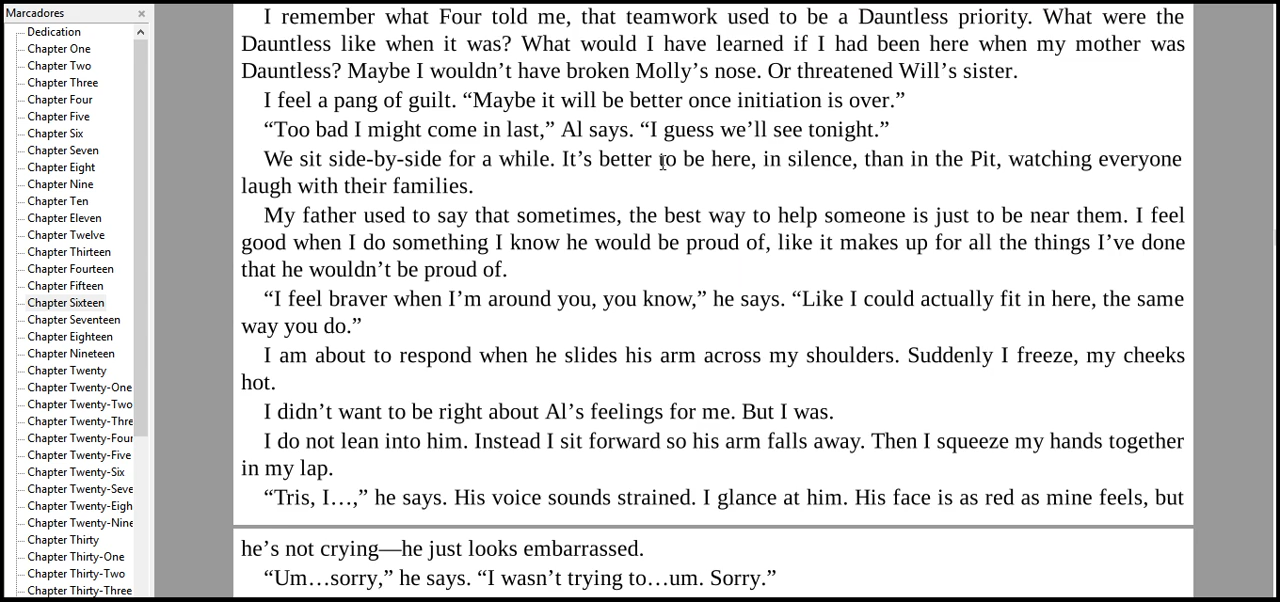 Marcadores
Dedication
Chapter One
Chapter Two
Chapter Three
Chapter Four
Chapter Five
Chapter Six
Chapter Seven
Chapter Eight
Chapter Nine
Chapter Ten
Chapter Eleven
Chapter Twelve
Chapter Thirteen
Chapter Fourteen
Chapter Fifteen
Chapter Sixteen
Chapter Seventeen
Chapter Eighteen
Chapter Nineteen
Chapter Twenty
Chapter Twenty-One
Chapter Twenty-Two
Chapter Twenty-Thre
Chapter Twenty-Four
Chapter Twenty-Five
Chapter Twenty-Six
Chapter Twenty-Seve
Chapter Twenty-Eigh
Chapter Twenty-Nine
Chapter Thirty
Chapter Thirty-One
Chapter Thirty-Two
Chapter Thirty-Three
I remember what Four told me, that teamwork used to be a Dauntless priority. What were the
Dauntless like when it was? What would I have learned if I had been here when my mother was
Dauntless? Maybe I wouldn’t have broken Molly’s nose. Or threatened Will’s sister.
I feel a pang of guilt. “Maybe it will be better once initiation is over.”
“Too bad I might come in last,” Al says. “I guess we’ll see tonight.”
We sit side-by-side for a while. It’s better to be here, in silence, than in the Pit, watching everyone
laugh with their families.
My father used to say that sometimes, the best way to help someone is just to be near them. I feel
good when I do something I know he would be proud of, like it makes up for all the things I’ve done
that he wouldn’t be proud of.
“I feel braver when I’m around you, you know,” he says. “Like I could actually fit in here, the same
way you do.”
I am about to respond when he slides his arm across my shoulders. Suddenly I freeze, my cheeks
hot.
I didn’t want to be right about Al’s feelings for me. But I was.
I do not lean into him. Instead I sit forward so his arm falls away. Then I squeeze my hands together
in my lap.
“Tris, I…,” he says. His voice sounds strained. I glance at him. His face is as red as mine feels, but
he’s not crying—he just looks embarrassed.
“Um…sorry,” he says. “I wasn’t trying to…um. Sorry.”